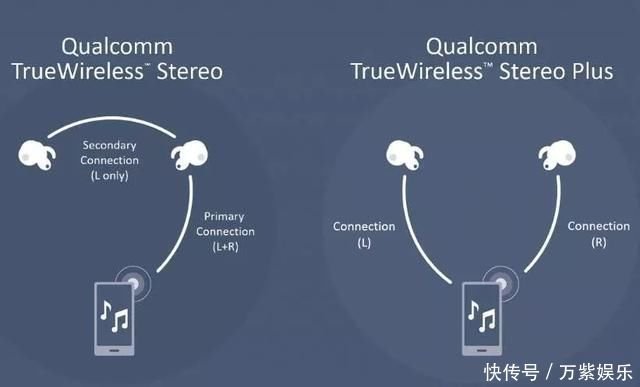 Qualcomm
TrueWireless™ Stereo
Secondary
Connection
(L only)
Primary
Connection
(L+R)
Qualcomm
TrueWireless™ Stereo Plus
Connection
(L)
Connection
(R)
快传号 / 万紫娱乐